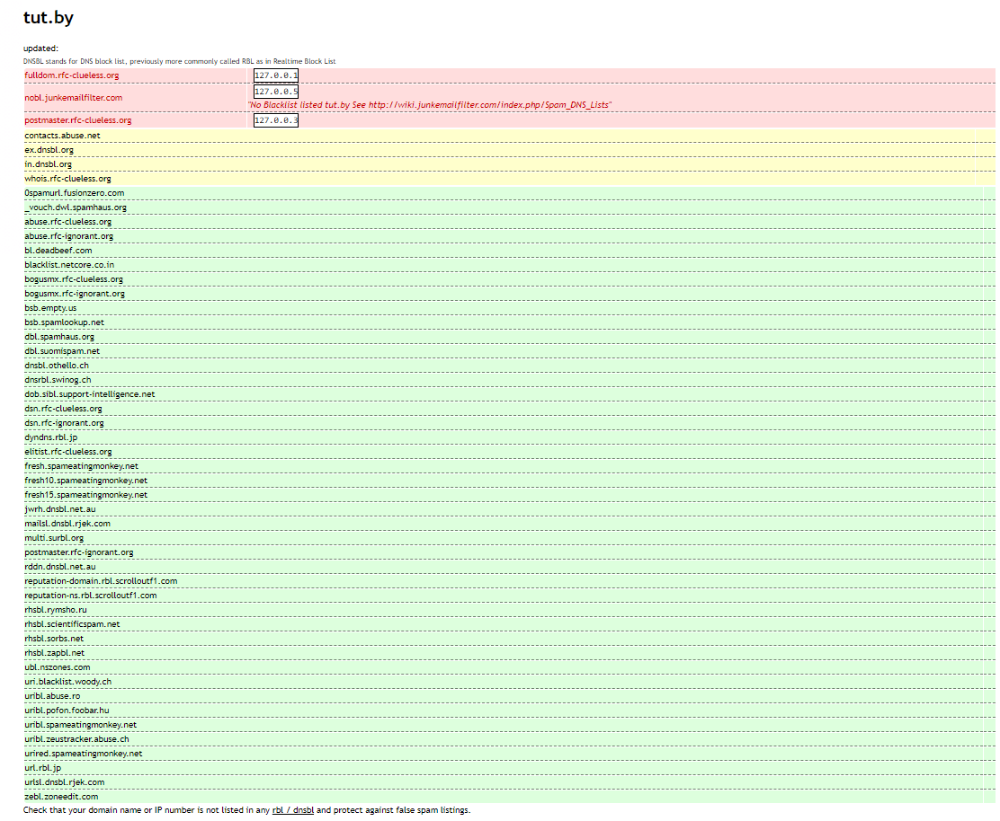 tut.by
updated:
DNSBL stands for DNS block list, previously more commonly called RBL as in Realtime Block List
fulldom.rfc-clueless.org 127.0.0.1
nobl.junkemailfilter.com 127.0.0.5
"No Blacklist listed tut.by See http://wiki.junkemailfilter.com/index.php/Spam_DNS_Lists"
postmaster.rfc-clueless.org 127.0.0.3
contacts.abuse.net
ex.dnsbl.org
in.dnsbl.org
whois.rfc-clueless.org
0spamurl.fusionzero.com
_vouch.dwl.spamhaus.org
abuse.rfc-clueless.org
abuse.rfc-ignorant.org
bl.deadbeef.com
blacklist.netcore.co.in
bogusmx.rfc-clueless.org
bogusmx.rfc-ignorant.org
bsb.empty.us
bsb.spamlookup.net
dbl.spamhaus.org
dbl.suomispam.net
dnsbl.othello.ch
dnsrbl.swinog.ch
dob.sibl.support-intelligence.net
dsn.rfc-clueless.org
dsn.rfc-ignorant.org
dyndns.rbl.jp
elitist.rfc-clueless.org
fresh.spameatingmonkey.net
fresh10.spameatingmonkey.net
fresh15.spameatingmonkey.net
jwrh.dnsbl.net.au
mailsl.dnsbl.rjek.com
multi.surbl.org
postmaster.rfc-ignorant.org
rddn.dnsbl.net.au
reputation-domain.rbl.scrolloutf1.com
reputation-ns.rbl.scrolloutf1.com
rhsbl.rymsho.ru
rhsbl.scientificspam.net
rhsbl.sorbs.net
rhsbl.zapbl.net
ubl.nszones.com
uri.blacklist.woody.ch
uribl.abuse.ro
uribl.pofon.foobar.hu
uribl.spameatingmonkey.net
uribl.zeustracker.abuse.ch
urired.spameatingmonkey.net
url.rbl.jp
urlsl.dnsbl.rjek.com
zebl.zoneedit.com
Check that your domain name or IP number is not listed in any rbl / dnsbl and protect against false spam listings.